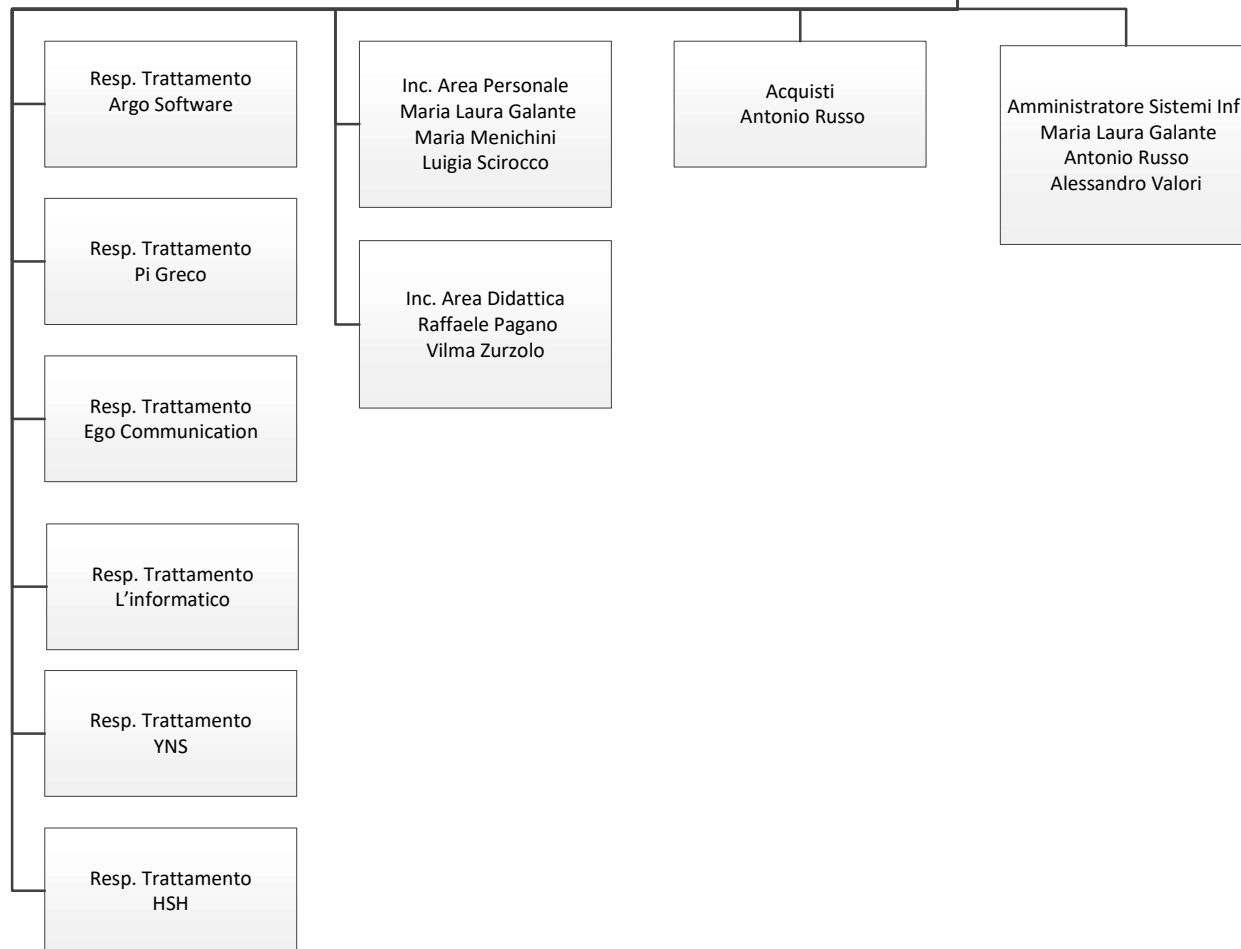 Resp. Trattamento
Argo Software
Resp. Trattamento
Pi Greco
Resp. Trattamento
Ego Communication
Resp. Trattamento
L’informatico
Resp. Trattamento
YNS
Resp. Trattamento
HSH
Inc. Area Personale
Maria Laura Galante
Maria Menichini
Luigia Scirocco
Inc. Area Didattica
Raffaele Pagano
Vilma Zurzolo
Acquisti
Antonio Russo
Amministratore Sistemi Inf
Maria Laura Galante
Antonio Russo
Alessandro Valori